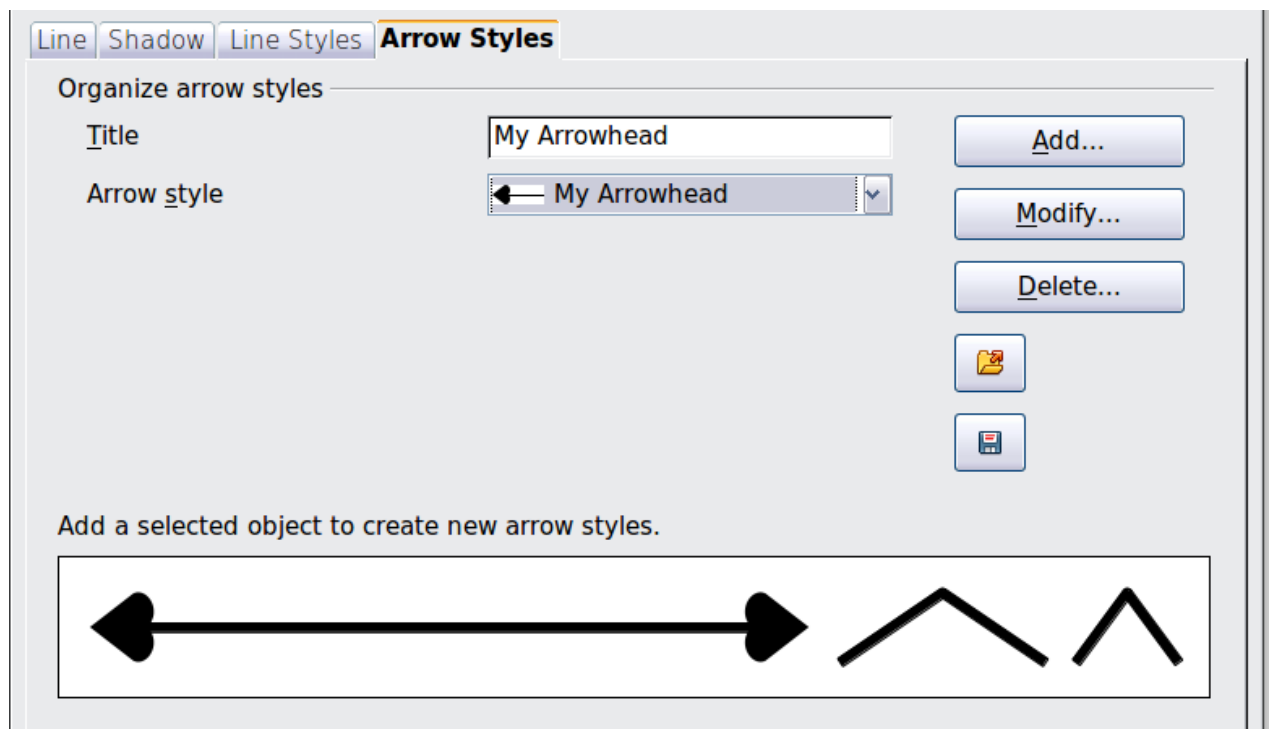 Line Shadow Line Styles Arrow Styles
Organize arrow styles
Title My Arrowhead Add...
Arrow style My Arrowhead
Modify...
Delete...
Add a selected object to create new arrow styles.